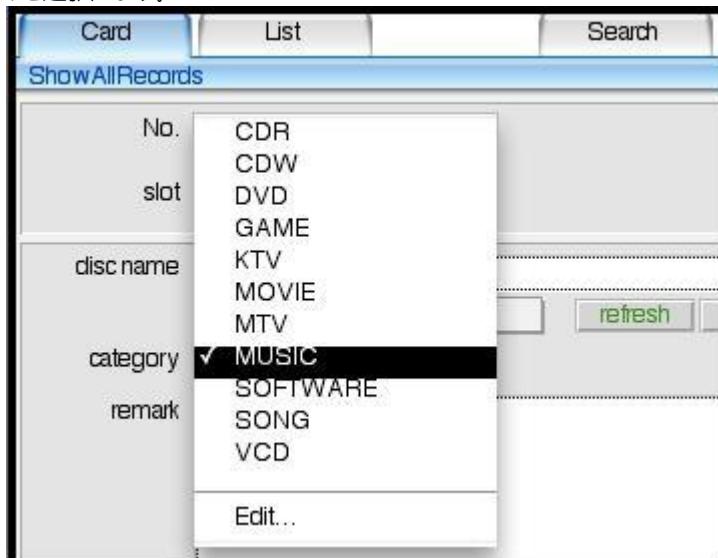 Card List Search
ShowAllRecords
No.
slot
disc name
category
remark
CDR
CDW
DVD
GAME
KTV
MOVIE
MTV
✓ MUSIC
SOFTWARE
SONG
VCD
Edit...
refresh